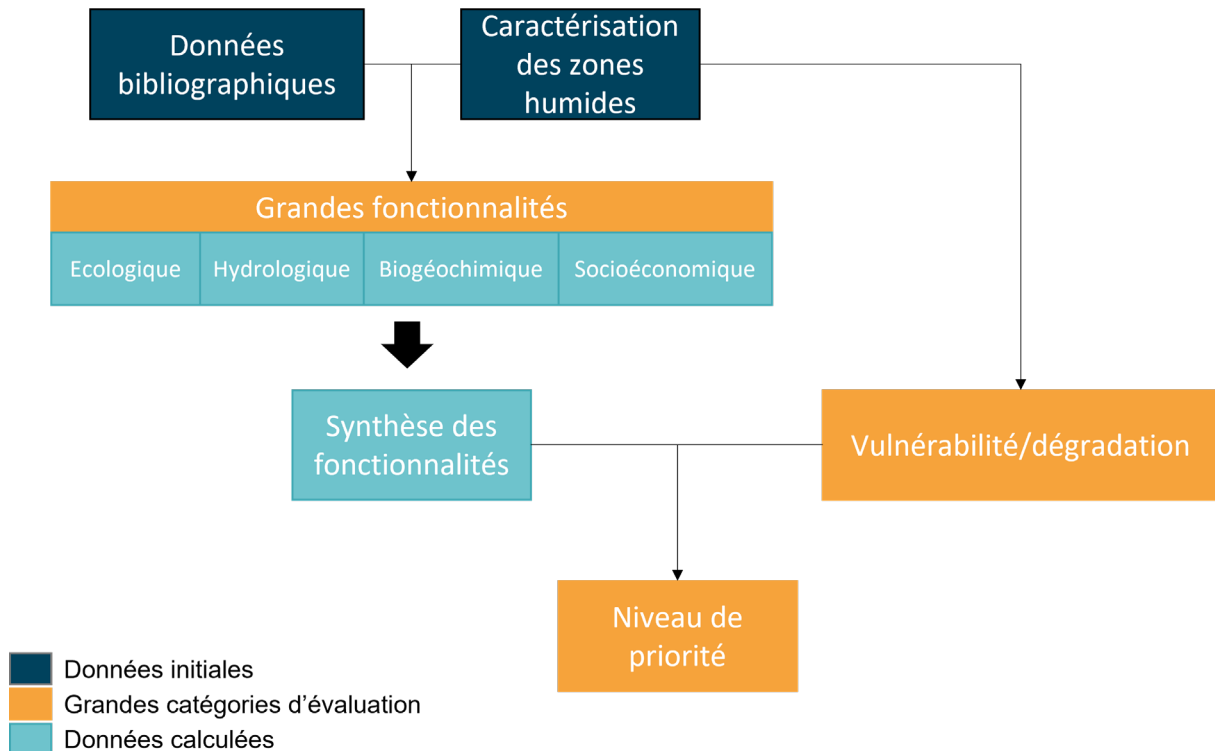 Données
bibliographiques
Caractérisation
des zones
humides
Grandes fonctionnalités
Ecologique
Hydrologique
Biogéochimique
Socioéconomique
Synthèse des
fonctionnalités
Vulnérabilité/dégradation
Niveau de
priorité
Données initiales
Grandes catégories d’évaluation
Données calculées